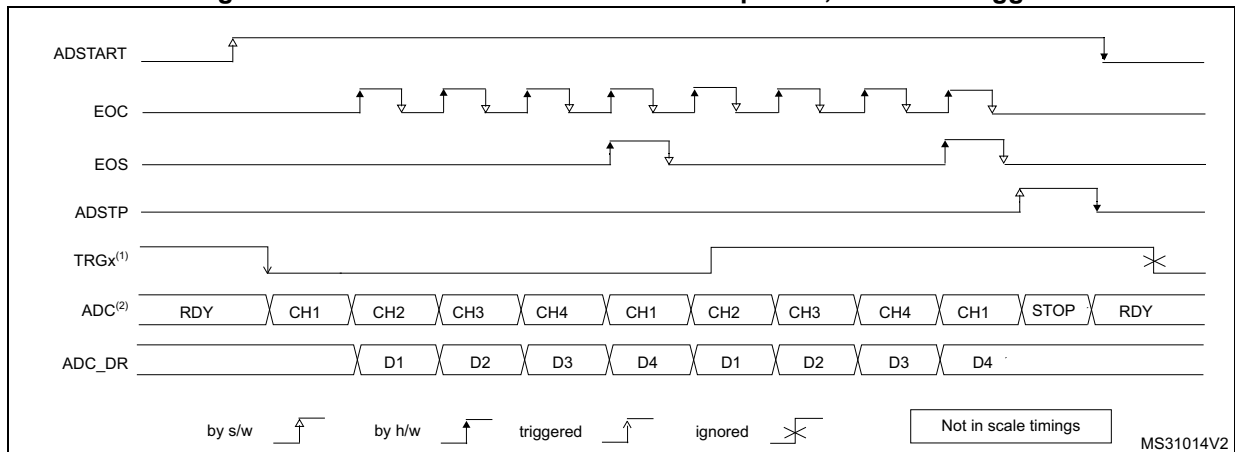 ADSTART
EOC
EOS
ADSTP
TRGx(1)
ADC(2) RDY CH1 CH2 CH3 CH4 CH1 CH2 CH3 CH4 CH1 STOP RDY
ADC_DR D1 D2 D3 D4 D1 D2 D3 D4
by s/w by h/w triggered ignored Not in scale timings
MS31014V2